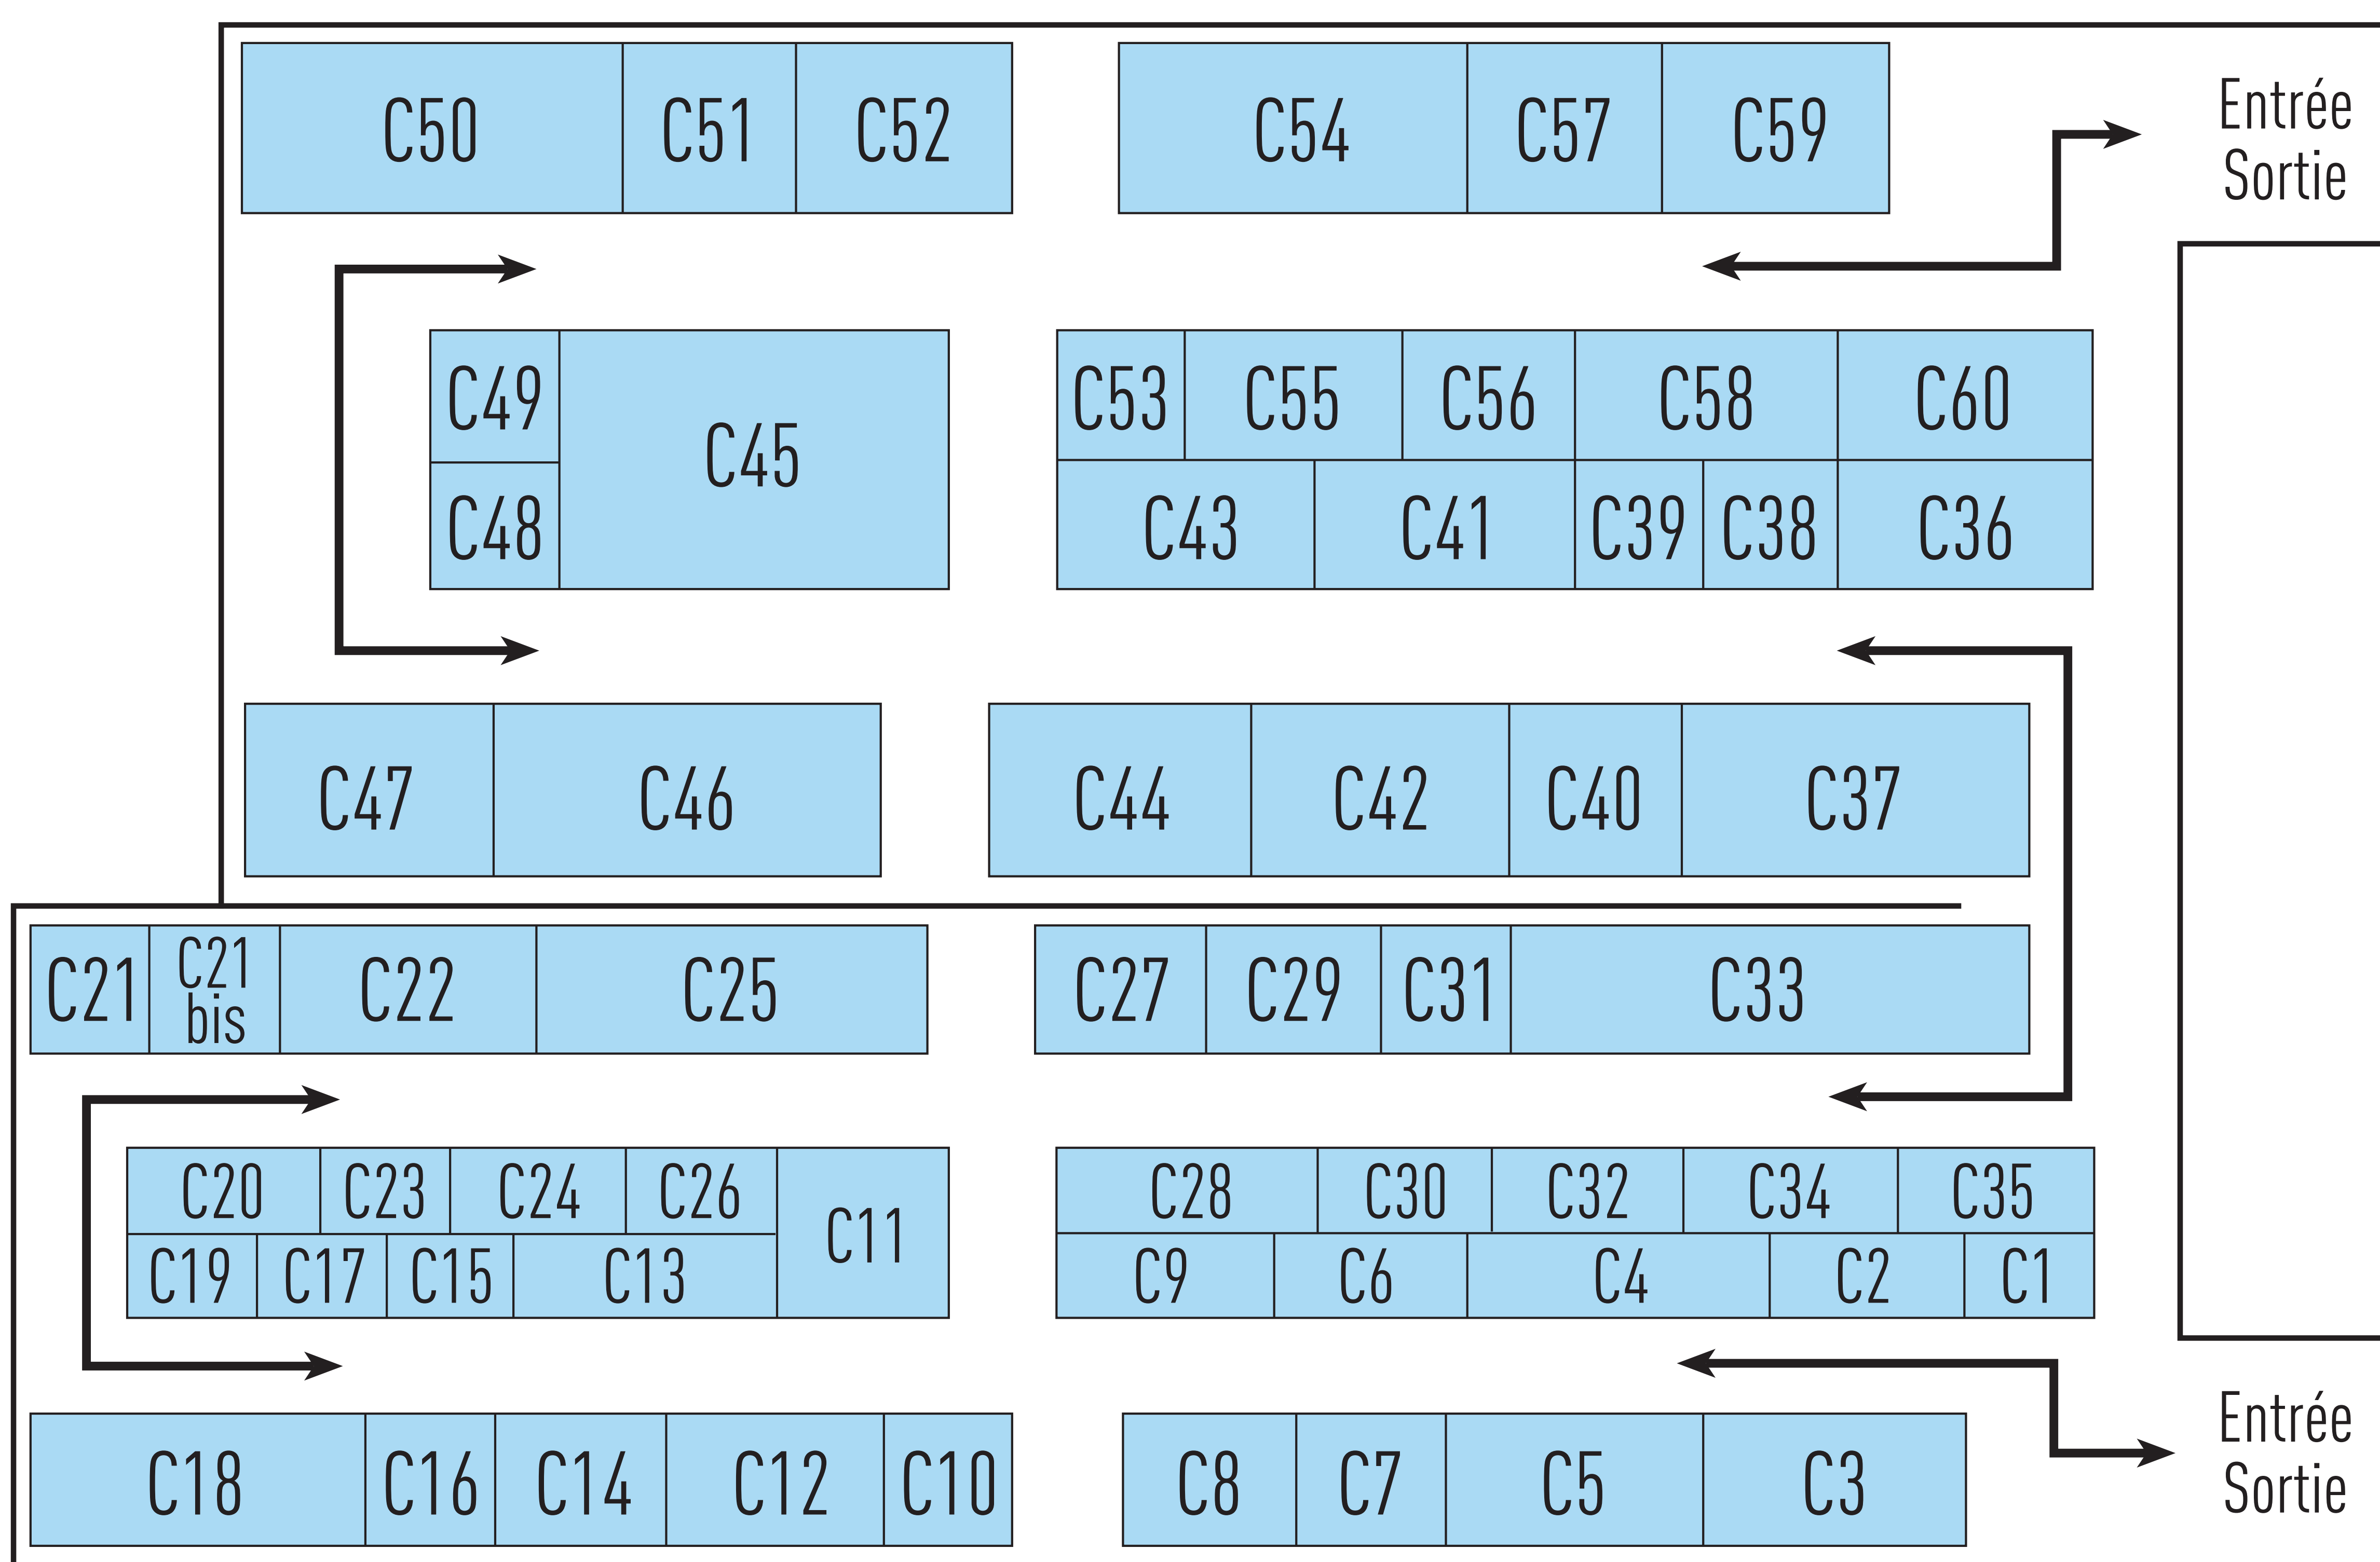 C50 C51 C52 C54 C57 C59
Entrée
Sortie
C49 C45 C53 C55 C56 C58 C60
C48 C43 C41 C39 C38 C36
C47 C46 C44 C42 C40 C37
C21 C21 C22 C25 C27 C29 C31 C33
bis
C20 C23 C24 C26 C11 C28 C30 C32 C34 C35
C19 C17 C15 C13 C9 C6 C4 C2 C1
Entrée
Sortie
C18 C16 C14 C12 C10 C8 C7 C5 C3